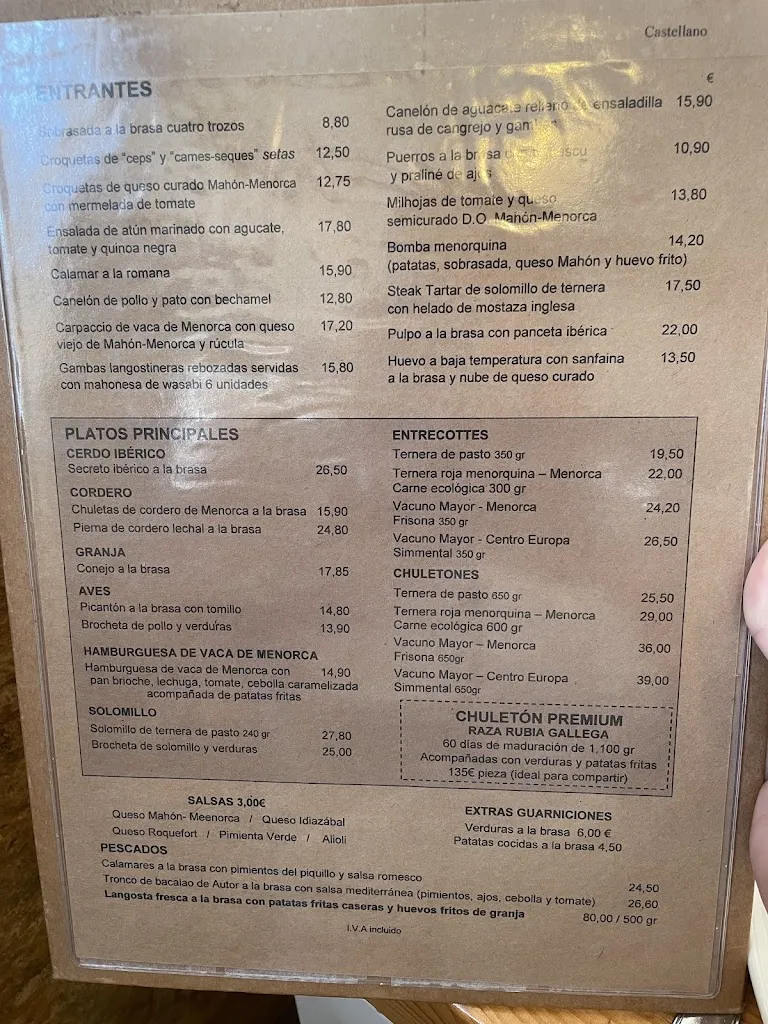 Castellano
ENTRANTES
€
Sobrasada a la brasa cuatro trozos 8,80
Croquetas de "ceps" y "cames-seques" setas 12,50
Croquetas de queso curado Mahón-Menorca 12,75
con mermelada de tomate
Ensalada de atún marinado con agucate, 17,80
tomate y quinoa negra
Calamar a la romana 15,90
Canelón de pollo y pato con bechamel 12,80
Carpaccio de vaca de Menorca con queso 17,20
viejo de Mahón-Menorca y rúcula
Gambas langostineras rebozadas servidas 15,80
con mahonesa de wasabi 6 unidades
Canelón de aguacate relleno de ensaladilla 15,90
rusa de cangrejo y gambas
Puerros a la brasa 10,90
y praliné de ajos
Milhojas de tomate y queso 13,80
semicurado D.O. Mahón-Menorca
Bomba menorquina 14,20
(patatas, sobrasada, queso Mahón y huevo frito)
Steak Tartar de solomillo de ternera 17,50
con helado de mostaza inglesa
Pulpo a la brasa con panceta ibérica 22,00
Huevo a baja temperatura con sanfaina 13,50
a la brasa y nube de queso curado
PLATOS PRINCIPALES
CERDO IBÉRICO
Secreto ibérico a la brasa 26,50
CORDERO
Chuletas de cordero de Menorca a la brasa 15,90
Pierna de cordero lechal a la brasa 24,80
GRANJA
Conejo a la brasa 17,85
AVES
Picantón a la brasa con tomillo 14,80
Brocheta de pollo y verduras 13,90
HAMBURGUESA DE VACA DE MENORCA
Hamburguesa de vaca de Menorca con 14,90
pan brioche, lechuga, tomate, cebolla caramelizada
acompañada de patatas fritas
SOLOMILLO
Solomillo de ternera de pasto 240 gr 27,80
Brocheta de solomillo y verduras 25,00
ENTRECOTTES
Ternera de pasto 350 gr 19,50
Ternera roja menorquina – Menorca 22,00
Carne ecológica 300 gr
Vacuno Mayor - Menorca 24,20
Frisona 350 gr
Vacuno Mayor - Centro Europa 26,50
Simmental 350 gr
CHULETONES
Ternera de pasto 650 gr 25,50
Ternera roja menorquina – Menorca 29,00
Carne ecológica 600 gr
Vacuno Mayor – Menorca 36,00
Frisona 650gr
Vacuno Mayor – Centro Europa 39,00
Simmental 650gr
CHULETÓN PREMIUM
RAZA RUBIA GALLEGA
60 días de maduración de 1,100 gr
Acompañadas con verduras y patatas fritas
135€ pieza (ideal para compartir)
SALSAS 3,00€
Queso Mahón- Meenorca / Queso Idiazábal
Queso Roquefort / Pimienta Verde / Alioli
EXTRAS GUARNICIONES
Verduras a la brasa 6,00 €
Patatas cocidas a la brasa 4,50
PESCADOS
Calamares a la brasa con pimientos del piquillo y salsa romesco 24,50
Tronco de bacalao de Autor a la brasa con salsa mediterránea (pimientos, ajos, cebolla y tomate) 26,60
Langosta fresca a la brasa con patatas fritas caseras y huevos fritos de granja 80,00 / 500 gr
I.V.A incluido